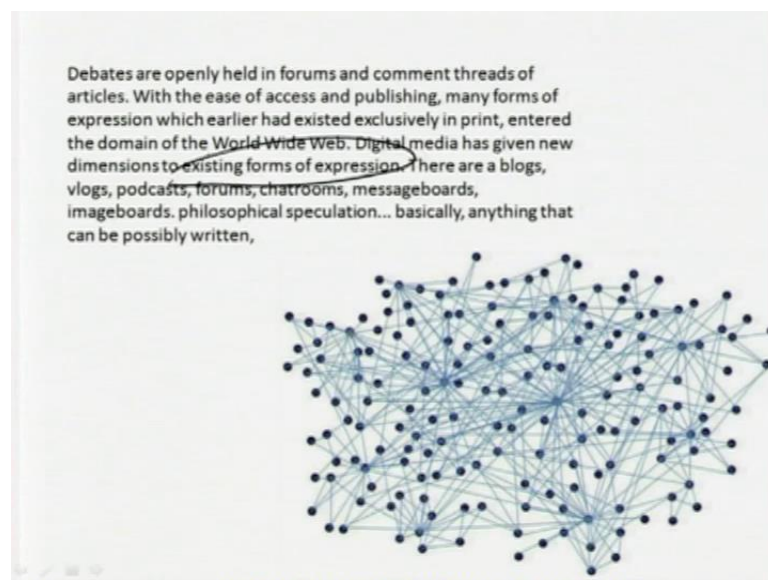 Debates are openly held in forums and comment threads of
articles. With the ease of access and publishing, many forms of
expression which earlier had existed exclusively in print, entered
the domain of the World Wide Web. Digital media has given new
dimensions to existing forms of expression. There are a blogs,
vlogs, podcasts, forums, chatrooms, messageboards,
imageboards. philosophical speculation... basically, anything that
can be possibly written,